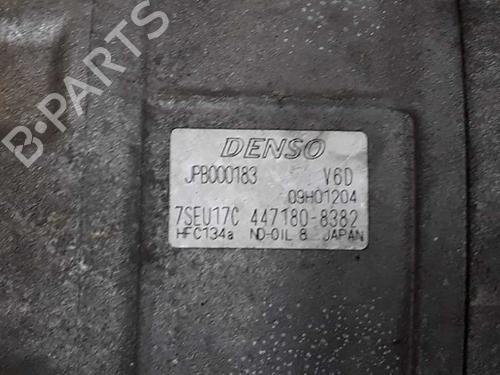 B-PARTS
DENSO
JPB000183 V6D
09H01204
7SEU17C 447180-8382
HFC134a ND-OIL 8 JAPAN